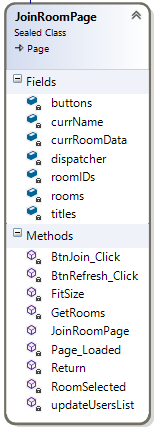 JoinRoomPage
Sealed Class
Page
Fields
buttons
currName
currRoomData
dispatcher
roomIDs
rooms
titles
Methods
BtnJoin_Click
BtnRefresh_Click
FitSize
GetRooms
JoinRoomPage
Page_Loaded
Return
RoomSelected
updateUsersList